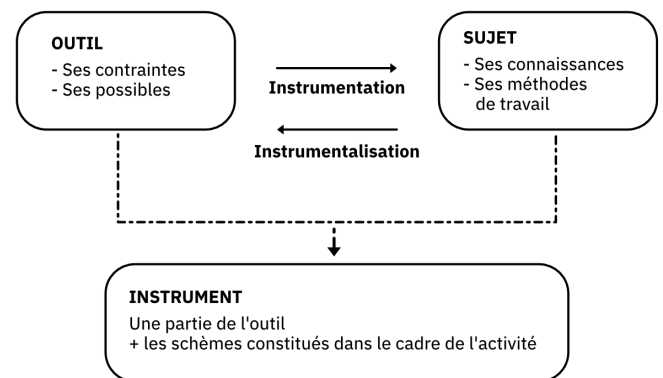 OUTIL
- Ses contraintes
- Ses possibles
Instrumentation
Instrumentalisation
SUJET
- Ses connaissances
- Ses méthodes
de travail
INSTRUMENT
Une partie de l'outil
+ les schèmes constitués dans le cadre de l'activité